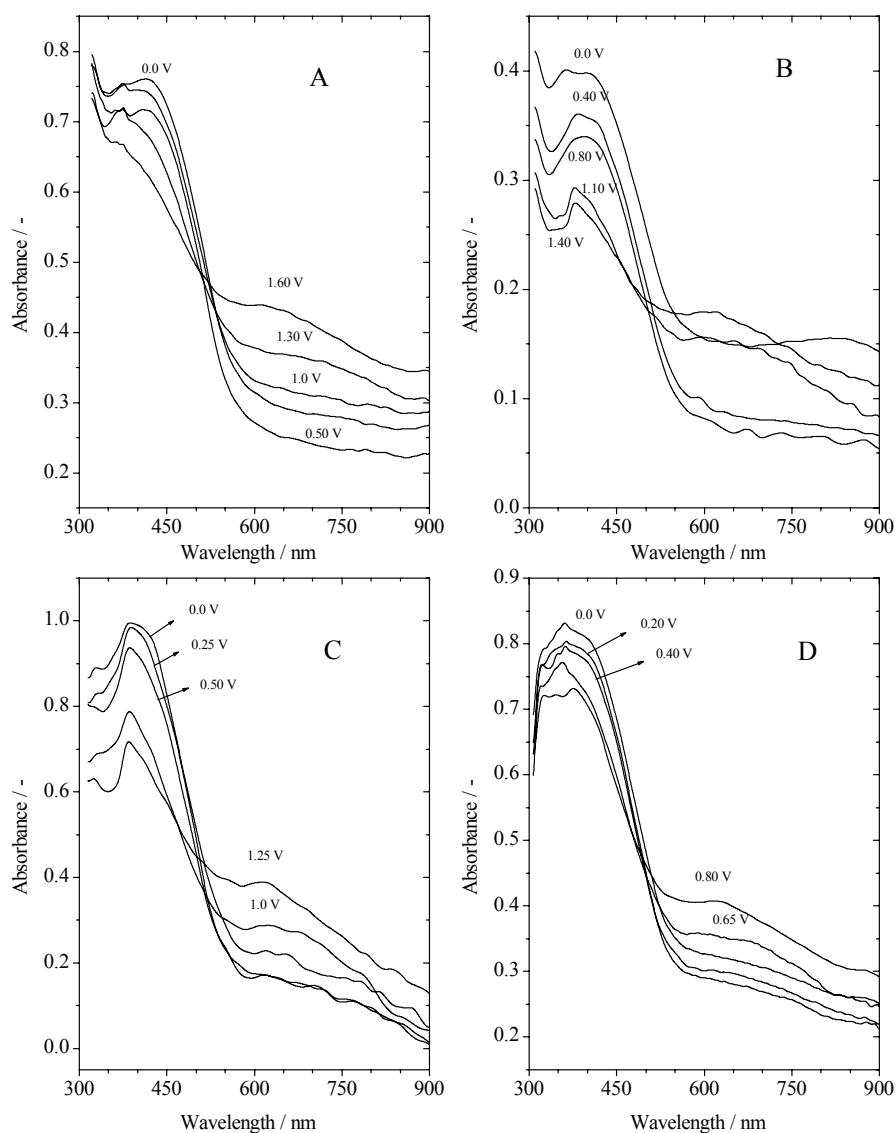 A
0.0 V
1.60 V
1.30 V
1.0 V
0.50 V
0.8
0.7
0.6
0.5
0.4
0.3
0.2
Absorbance / -
300 450 600 750 900
Wavelength / nm
B
0.0 V
0.40 V
0.80 V
1.10 V
1.40 V
0.4
0.3
0.2
0.1
0.0
Absorbance / -
300 450 600 750 900
Wavelength / nm
C
0.0 V
0.25 V
0.50 V
1.25 V
1.0 V
1.0
0.8
0.6
0.4
0.2
0.0
Absorbance / -
300 450 600 750 900
Wavelength / nm
D
0.0 V
0.20 V
0.40 V
0.80 V
0.65 V
0.9
0.8
0.7
0.6
0.5
0.4
0.3
0.2
Absorbance / -
300 450 600 750 900
Wavelength / nm